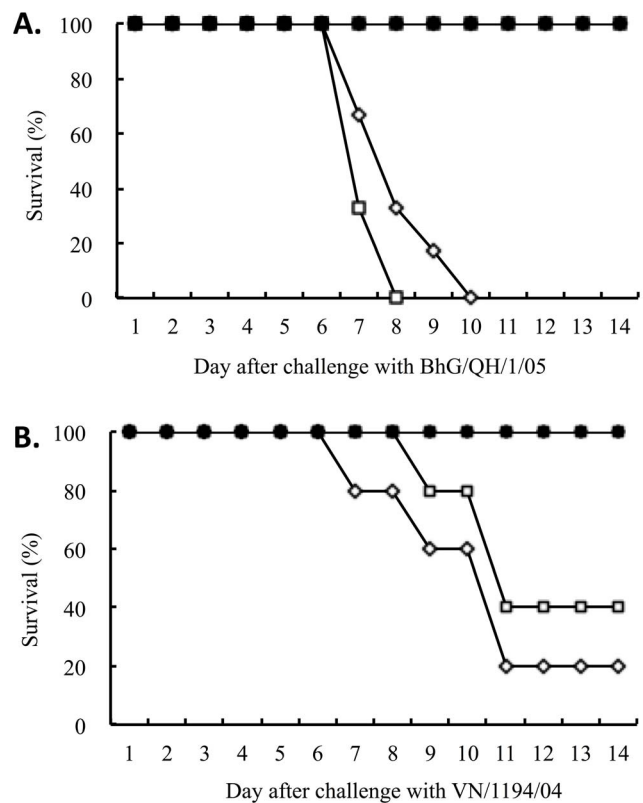 A.
Survival (%)
100
80
60
40
20
0
1 2 3 4 5 6 7 8 9 10 11 12 13 14
Day after challenge with BhG/QH/1/05
B.
Survival (%)
100
80
60
40
20
0
1 2 3 4 5 6 7 8 9 10 11 12 13 14
Day after challenge with VN/1194/04